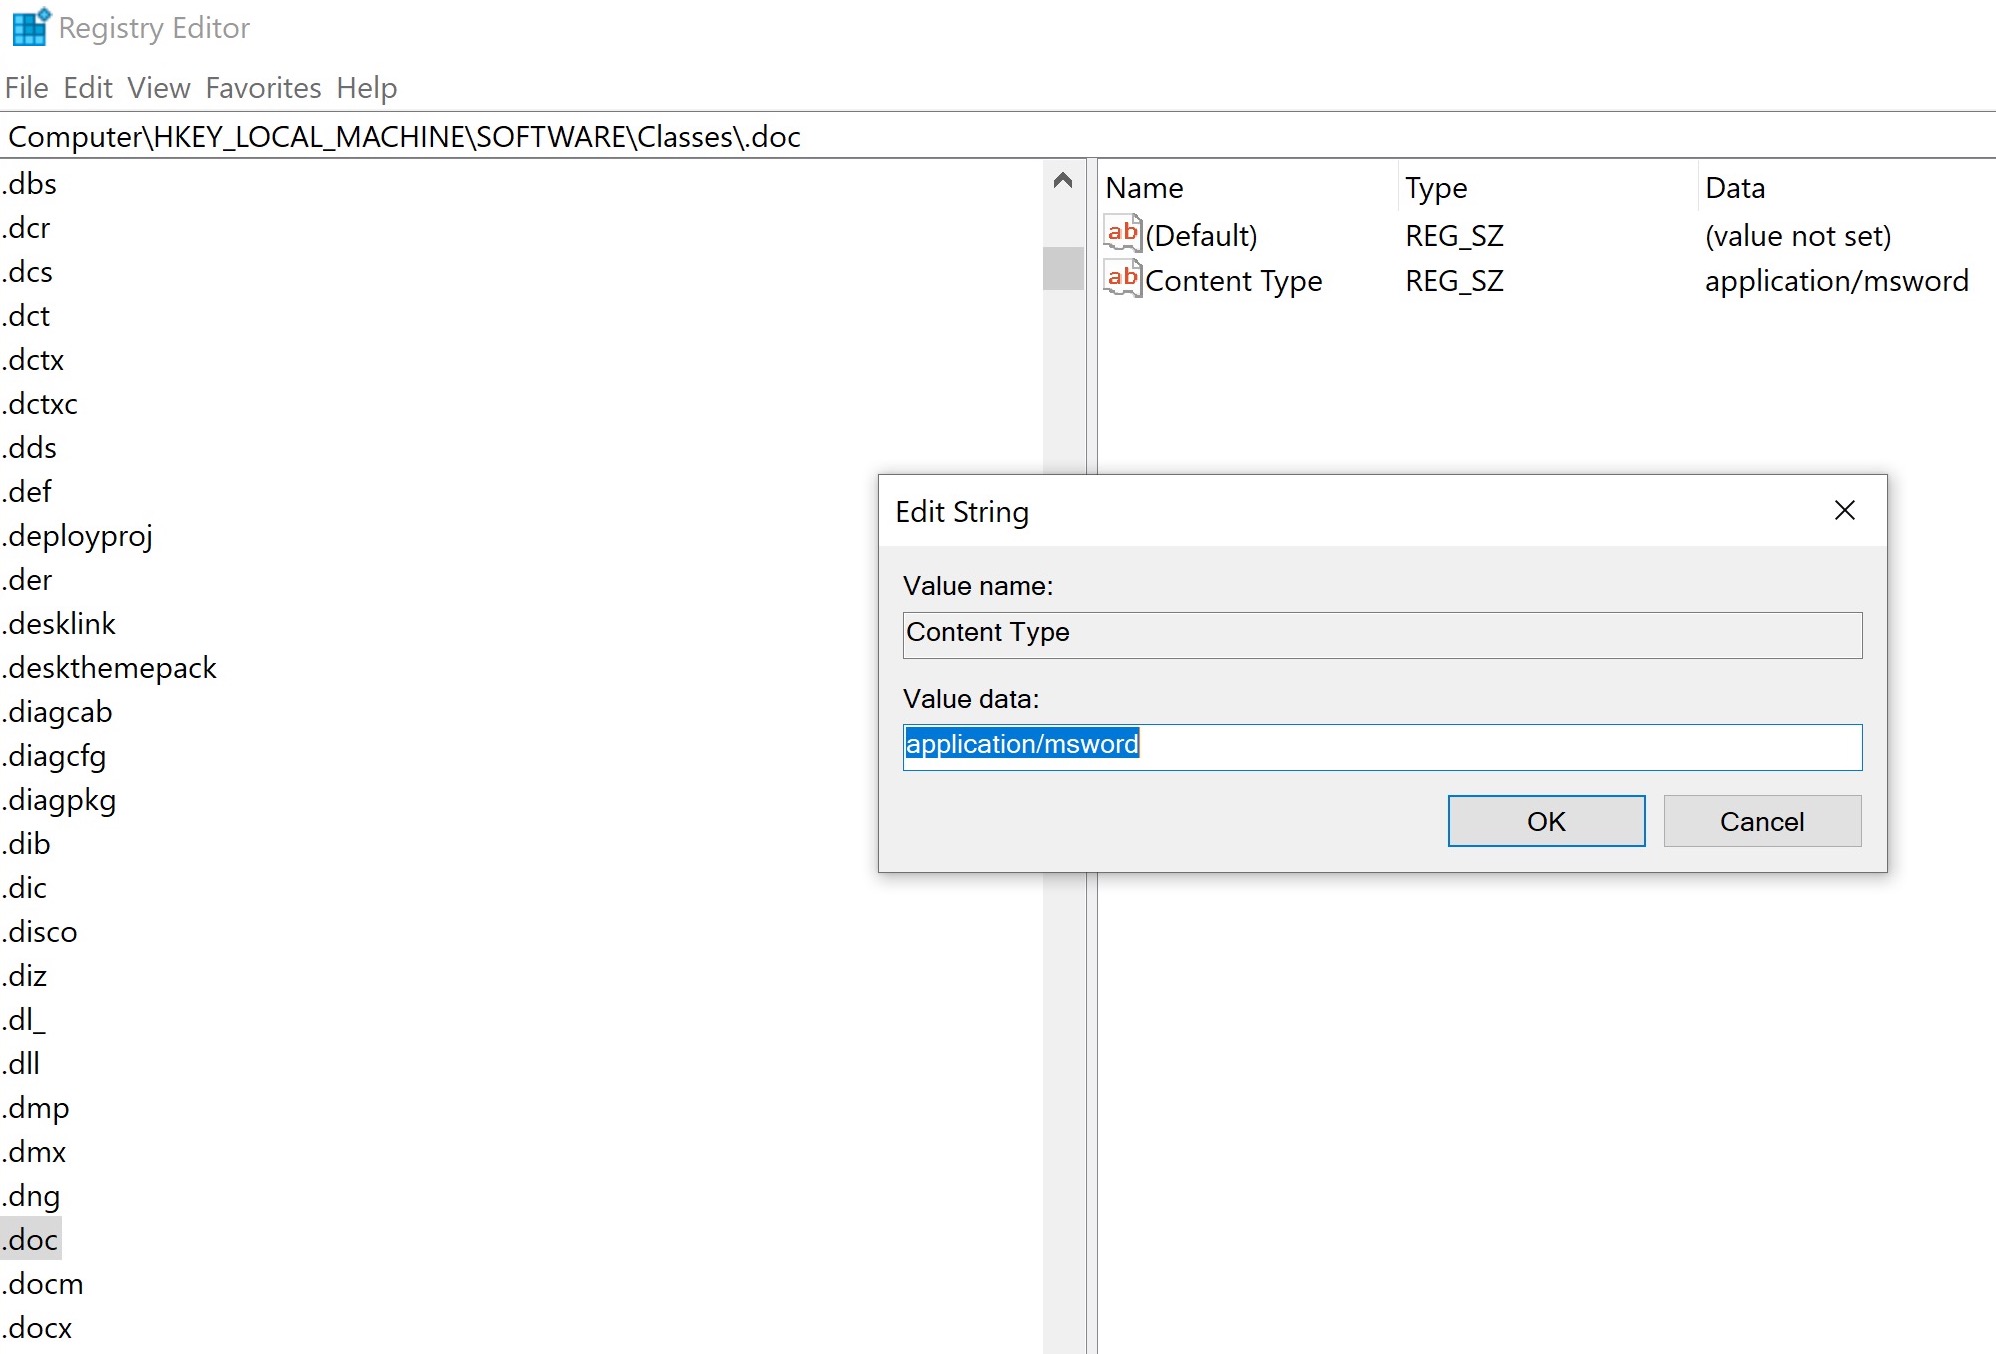 Registry Editor
File Edit View Favorites Help
Computer\HKEY_LOCAL_MACHINE\SOFTWARE\Classes\.doc
.dbs
.dcr
.dcs
.dct
.dctx
.dctxc
.dds
.def
.deployproj
.der
.desklink
.deskthemepack
.diagcab
.diagcfg
.diagpkg
.dib
.dic
.disco
.diz
.dl_
.dll
.dmp
.dmx
.dng
.doc
.docm
.docx
Name Type Data
ab (Default) REG_SZ (value not set)
ab Content Type REG_SZ application/msword
Edit String
Value name:
Content Type
Value data:
application/msword
OK Cancel